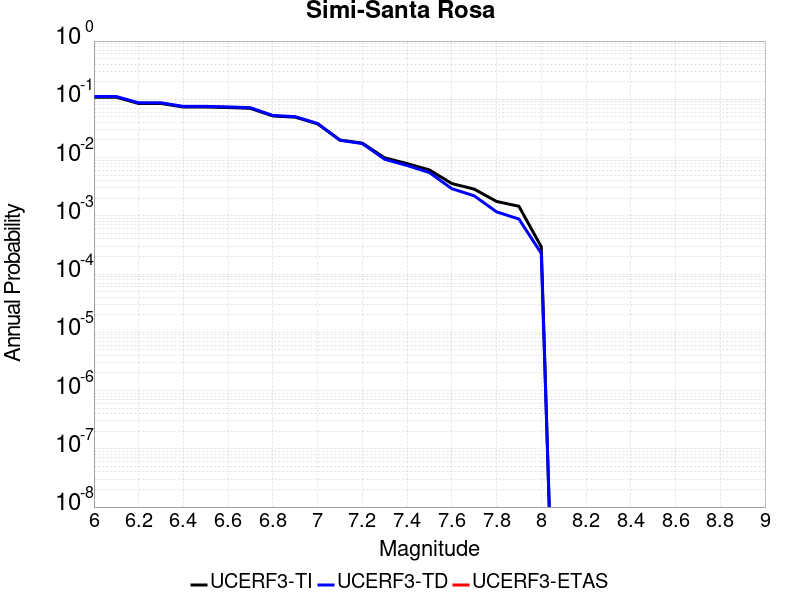 Simi-Santa Rosa
Annual Probability
10^0
10^-1
10^-2
10^-3
10^-4
10^-5
10^-6
10^-7
10^-8
6 6.2 6.4 6.6 6.8 7 7.2 7.4 7.6 7.8 8 8.2 8.4 8.6 8.8 9
Magnitude
UCERF3-TI UCERF3-TD UCERF3-ETAS